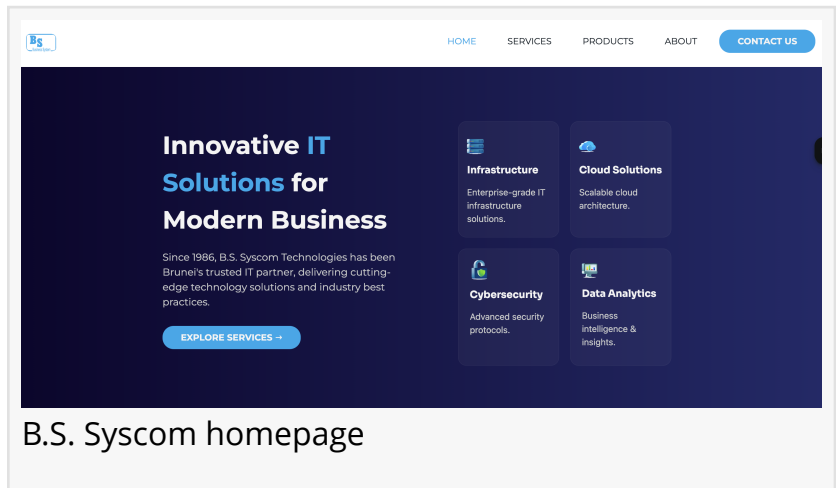 BS
HOME SERVICES PRODUCTS ABOUT CONTACT US
Innovative IT
Solutions for
Modern Business
Since 1986, B.S. Syscom Technologies has been
Brunei's trusted IT partner, delivering cutting-
edge technology solutions and industry best
practices.
EXPLORE SERVICES →
Infrastructure
Enterprise-grade IT
infrastructure
solutions.
Cloud Solutions
Scalable cloud
architecture.
Cybersecurity
Advanced security
protocols.
Data Analytics
Business
intelligence &
insights.
B.S. Syscom homepage